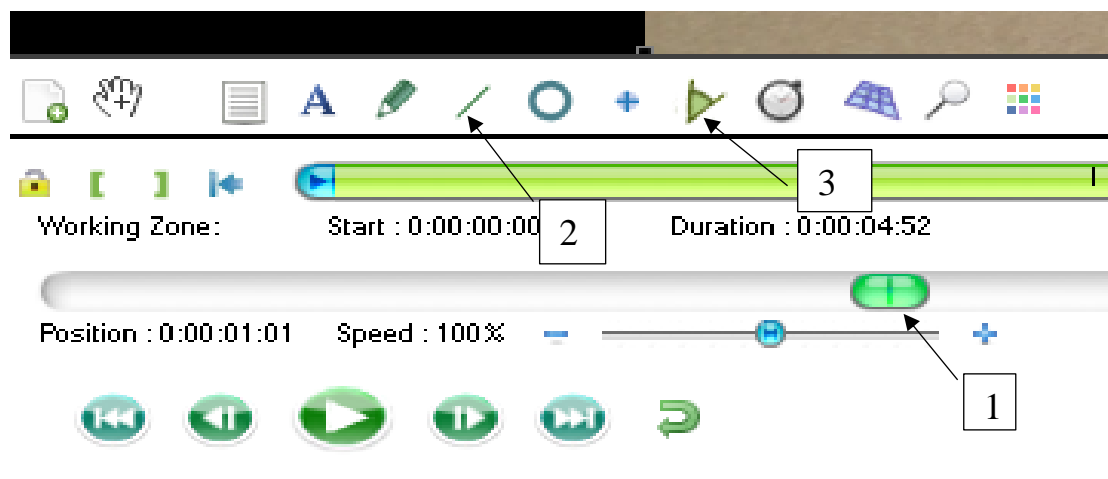 A
3
Working Zone: Start : 0:00:00:00 2 Duration : 0:00:04:52
Position : 0:00:01:01 Speed : 100%
1